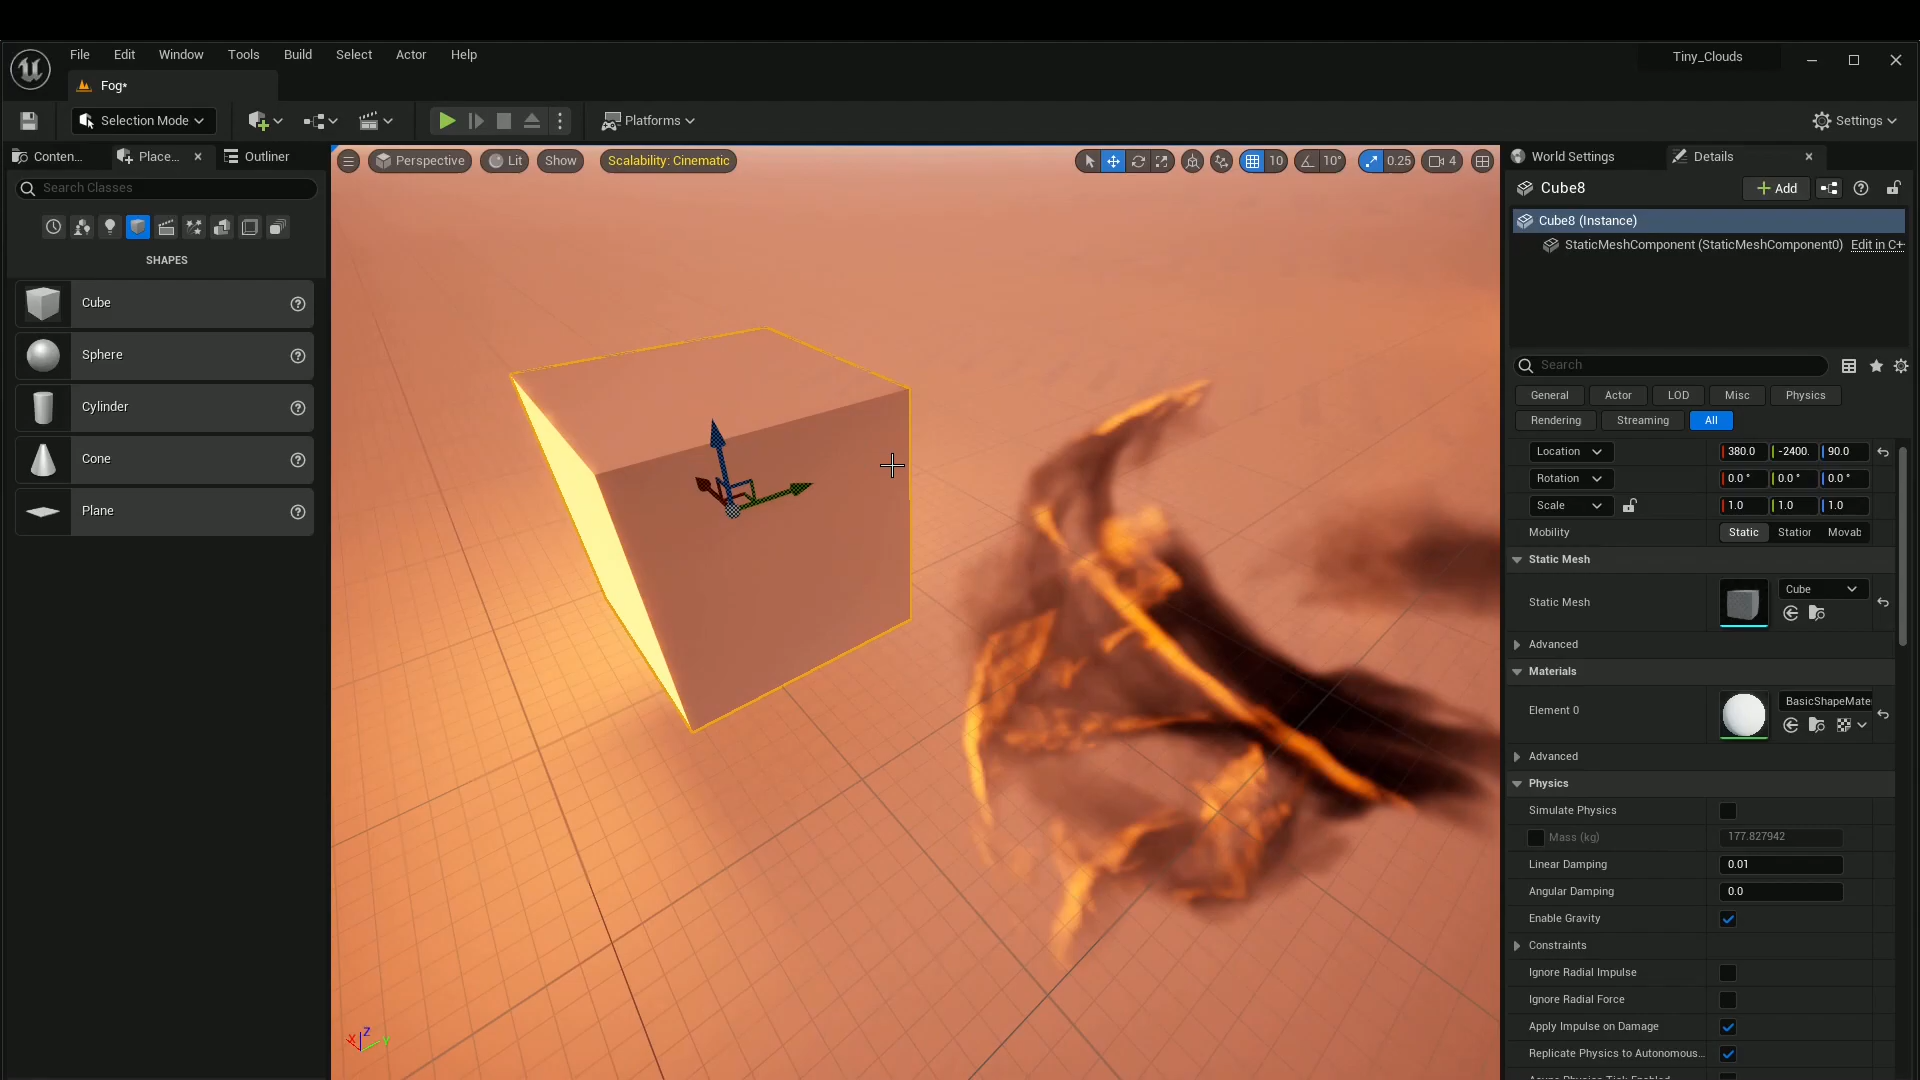 File Edit Window Tools Build Select Actor Help
Tiny_Clouds
Fog*
Selection Mode
Platforms
Settings
Conten...
Place...
Outliner
Search Classes
SHAPES
Cube
Sphere
Cylinder
Cone
Plane
Perspective
Lit
Show
Scalability: Cinematic
10
10°
0.25
4
X
Z
Y
World Settings
Details
Cube8
Add
Cube8 (Instance)
StaticMeshComponent (StaticMeshComponent0) Edit in C+
Search
General Actor LOD Misc Physics
Rendering Streaming All
Location 380.0 -2400. 90.0
Rotation 0.0 ° 0.0 ° 0.0 °
Scale 1.0 1.0 1.0
Mobility Static Station Movab
Static Mesh
Static Mesh Cube
Advanced
Materials
Element 0 BasicShapeMate
Advanced
Physics
Simulate Physics
Mass (kg) 177.827942
Linear Damping 0.01
Angular Damping 0.0
Enable Gravity
Constraints
Ignore Radial Impulse
Ignore Radial Force
Apply Impulse on Damage
Replicate Physics to Autonomous...